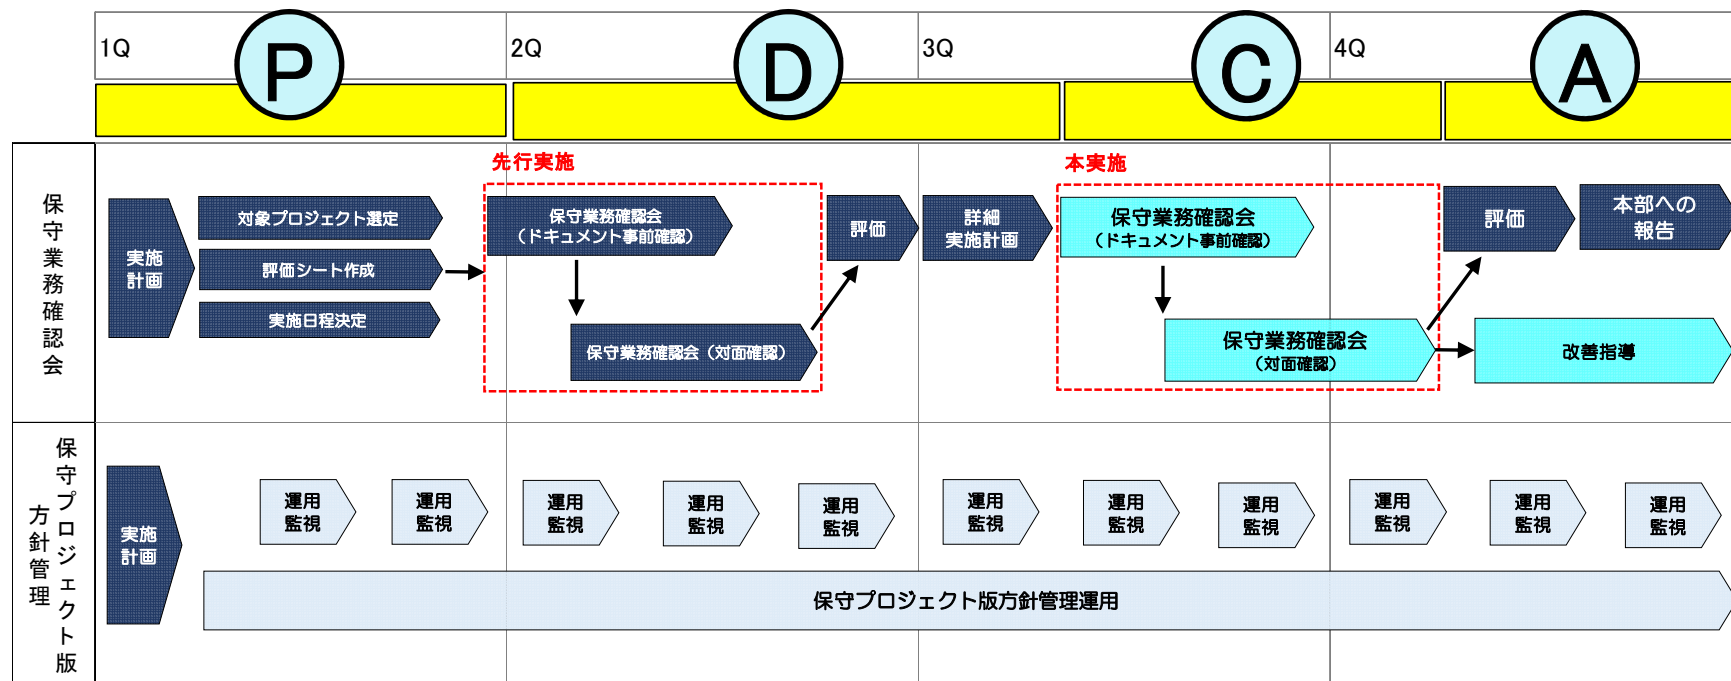 1Q
P
2Q
D
3Q
C
4Q
A
保守業務確認会
実施
計画
対象プロジェクト選定
評価シート作成
実施日程決定
先行実施
保守業務確認会
（ドキュメント事前確認）
保守業務確認会（対面確認）
評価
詳細
実施計画
本実施
保守業務確認会
（ドキュメント事前確認）
保守業務確認会
（対面確認）
評価
本部への
報告
改善指導
保守プロジェクト版
方針管理
実施
計画
運用
監視
運用
監視
運用
監視
運用
監視
運用
監視
運用
監視
運用
監視
運用
監視
運用
監視
運用
監視
運用
監視
保守プロジェクト版方針管理運用